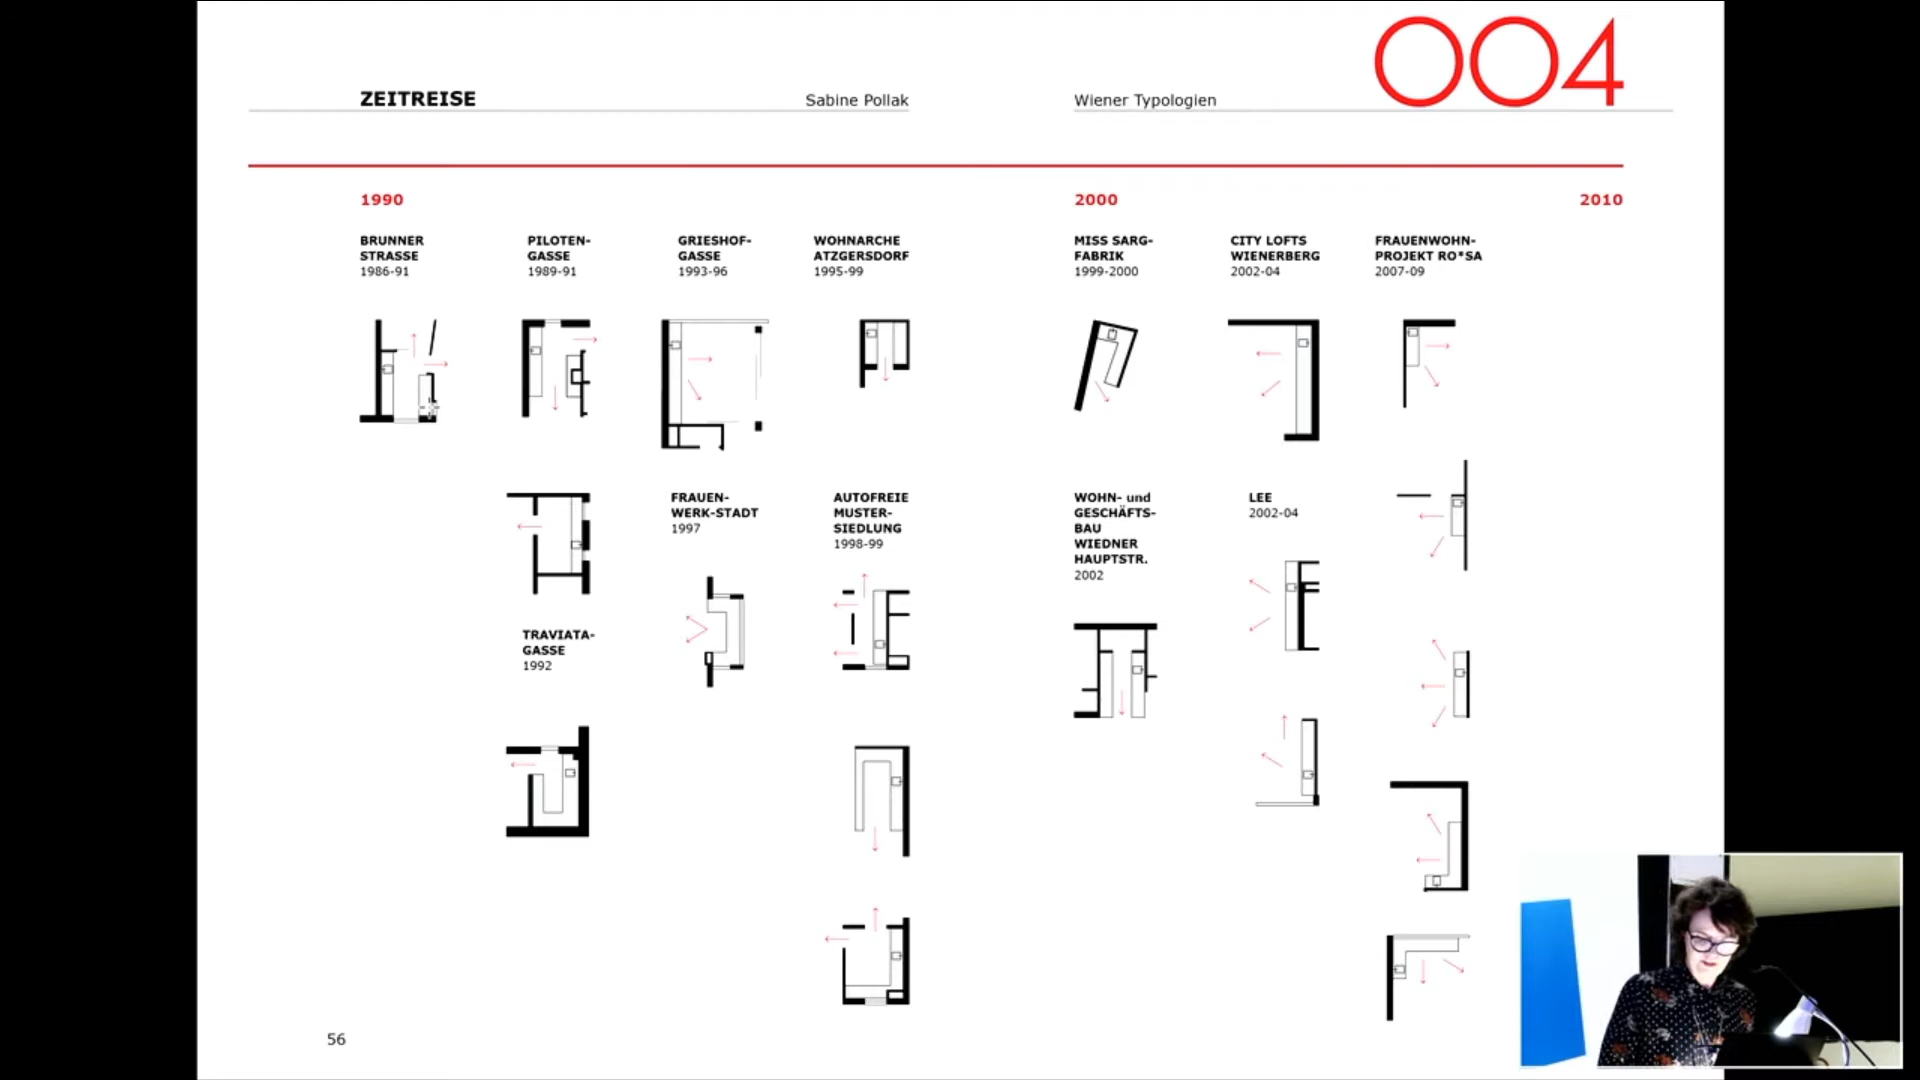 004
ZEITREISE
Sabine Pollak
Wiener Typologien
1990
2000
2010
BRUNNER
STRASSE
1986-91
PILOTEN-
GASSE
1989-91
GRIESHOF-
GASSE
1993-96
WOHNARCHE
ATZGERSDORF
1995-99
MISS SARG-
FABRIK
1999-2000
CITY LOFTS
WIENERBERG
2002-04
FRAUENWOHN-
PROJEKT RO*SA
2007-09
FRAUEN-
WERK-STADT
1997
AUTOFREIE
MUSTER-
SIEDLUNG
1998-99
WOHN- und
GESCHÄFTS-
BAU
WIEDNER
HAUPTSTR.
2002
LEE
2002-04
TRAVIATA-
GASSE
1992
56